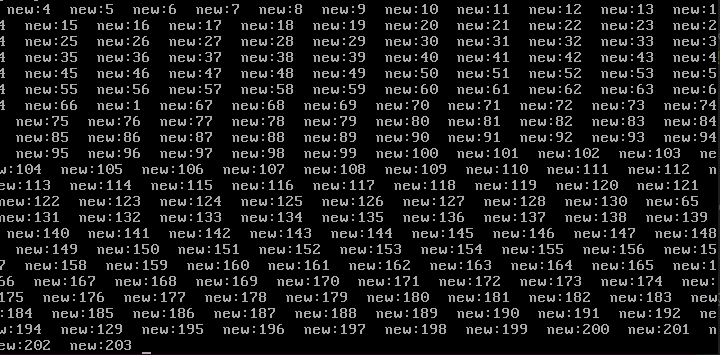 new:4  new:5  new:6  new:7  new:8  new:9  new:10  new:11  new:12  new:13  new:1
4  new:15  new:16  new:17  new:18  new:19  new:20  new:21  new:22  new:23  new:2
4  new:25  new:26  new:27  new:28  new:29  new:30  new:31  new:32  new:33  new:3
4  new:35  new:36  new:37  new:38  new:39  new:40  new:41  new:42  new:43  new:4
4  new:45  new:46  new:47  new:48  new:49  new:50  new:51  new:52  new:53  new:5
4  new:55  new:56  new:57  new:58  new:59  new:60  new:61  new:62  new:63  new:6
4  new:66  new:1  new:67  new:68  new:69  new:70  new:71  new:72  new:73  new:74
new:75  new:76  new:77  new:78  new:79  new:80  new:81  new:82  new:83  new:84
new:85  new:86  new:87  new:88  new:89  new:90  new:91  new:92  new:93  new:94
new:95  new:96  new:97  new:98  new:99  new:100  new:101  new:102  new:103  ne
w:104  new:105  new:106  new:107  new:108  new:109  new:110  new:111  new:112  n
ew:113  new:114  new:115  new:116  new:117  new:118  new:119  new:120  new:121
new:122  new:123  new:124  new:125  new:126  new:127  new:128  new:130  new:65
new:131  new:132  new:133  new:134  new:135  new:136  new:137  new:138  new:139
new:140  new:141  new:142  new:143  new:144  new:145  new:146  new:147  new:148
new:149  new:150  new:151  new:152  new:153  new:154  new:155  new:156  new:15
7  new:158  new:159  new:160  new:161  new:162  new:163  new:164  new:165  new:1
66  new:167  new:168  new:169  new:170  new:171  new:172  new:173  new:174  new:
175  new:176  new:177  new:178  new:179  new:180  new:181  new:182  new:183  new
:184  new:185  new:186  new:187  new:188  new:189  new:190  new:191  new:192  ne
w:194  new:129  new:195  new:196  new:197  new:198  new:199  new:200  new:201  n
ew:202  new:203  _